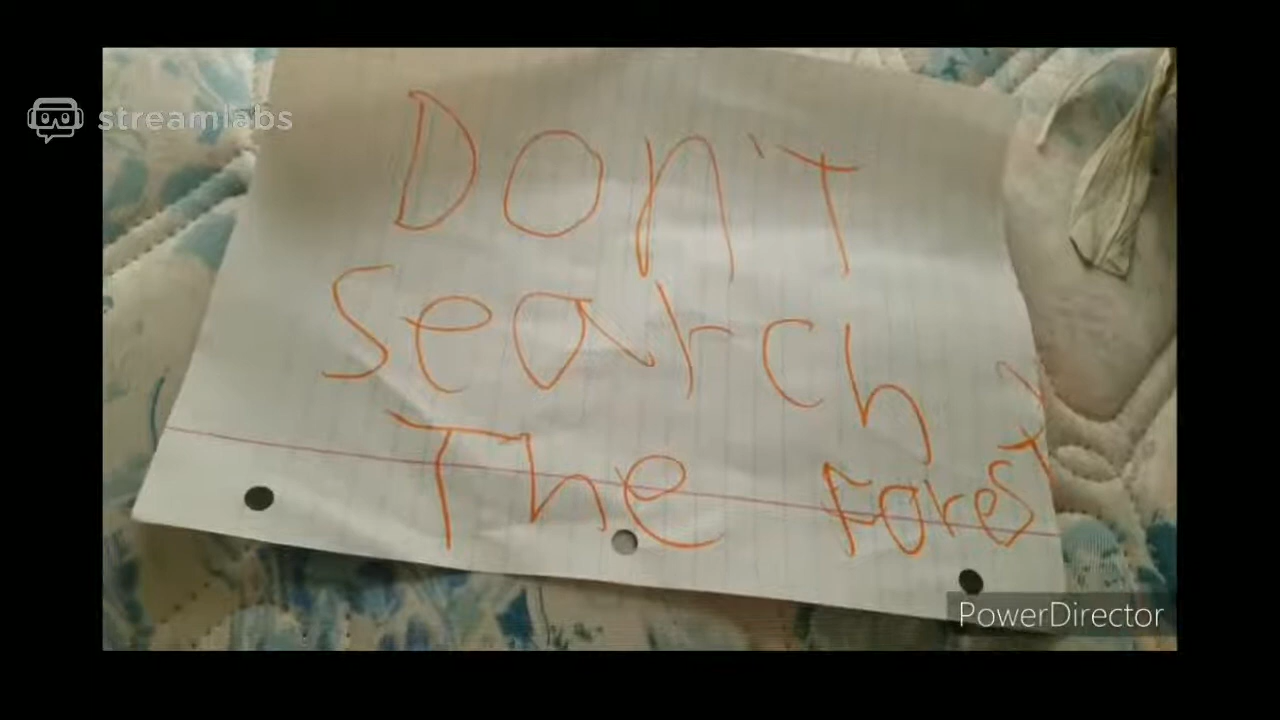 streamlabs
Don't
search
The forest
PowerDirector